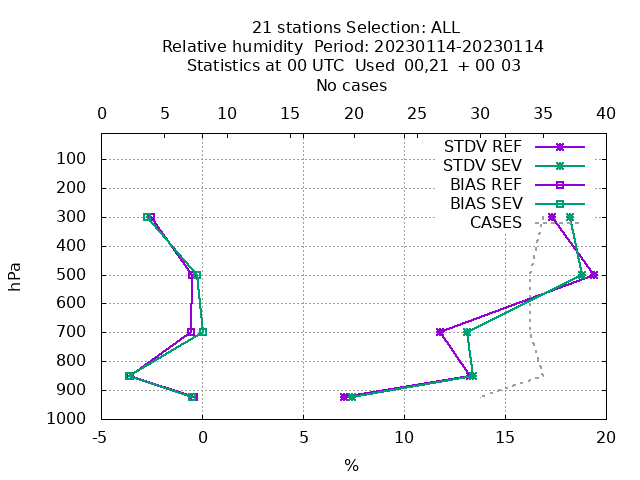 21 stations Selection: ALL
Relative humidity  Period: 20230114-20230114
Statistics at 00 UTC  Used  00,21  + 00 03
No cases
0 5 10 15 20 25 30 35 40
STDV REF
STDV SEV
BIAS REF
BIAS SEV
CASES
100
200
300
400
500
600
700
800
900
1000
hPa
-5 0 5 10 15 20
%